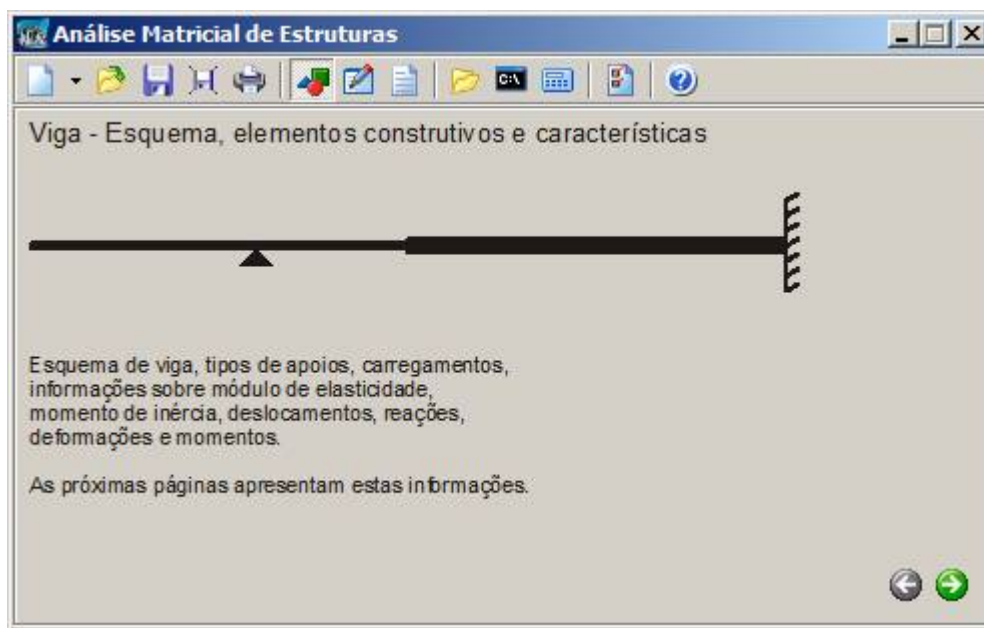 Análise Matricial de Estruturas
C:\
Viga - Esquema, elementos construtivos e características
Esquema de viga, tipos de apoios, carregamentos,
informações sobre módulo de elasticidade,
momento de inércia, deslocamentos, reações,
deformações e momentos.
As próximas páginas apresentam estas informações.